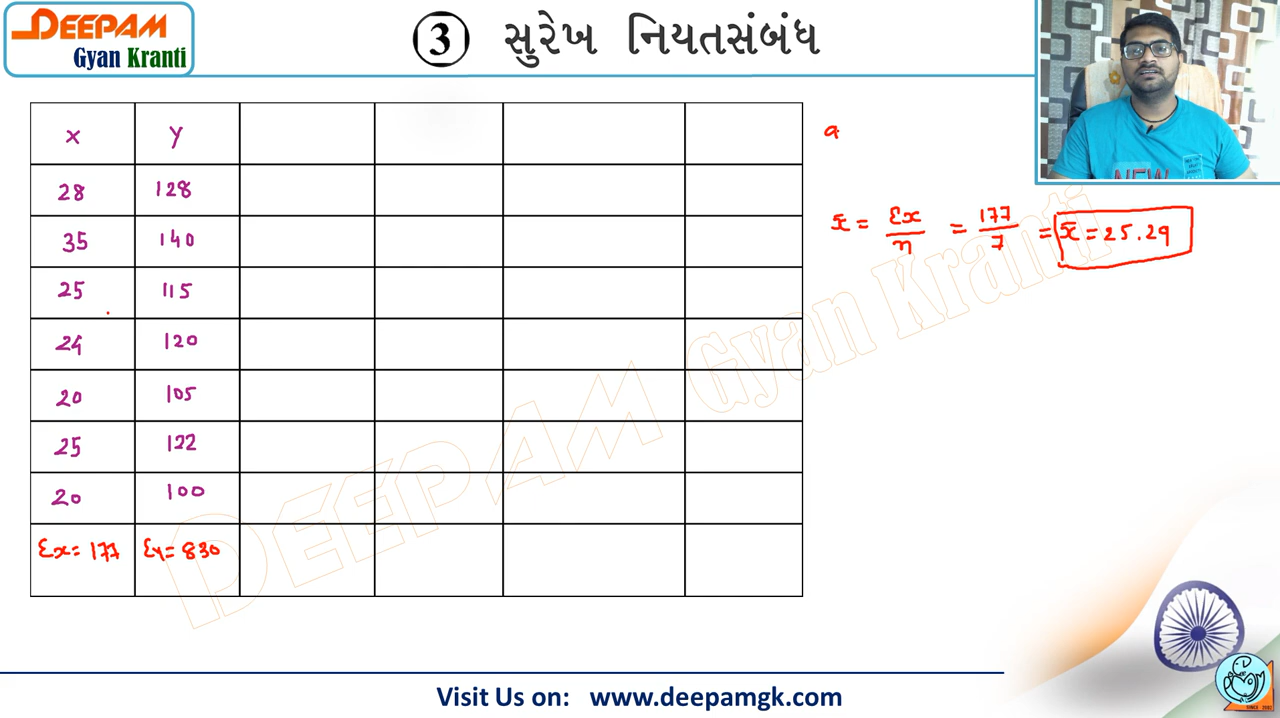 DEEPAM
Gyan Kranti
3 સુરેખ નિયતસંબંધ
x y
28 128
35 140
25 115
24 120
20 105
25 122
20 100
Σx = 177 Σy = 830
x̄ = Σx/n = 177/7 = x̄ = 25.29
DEEPAM Gyan Kranti
NEW
Visit Us on: www.deepamgk.com